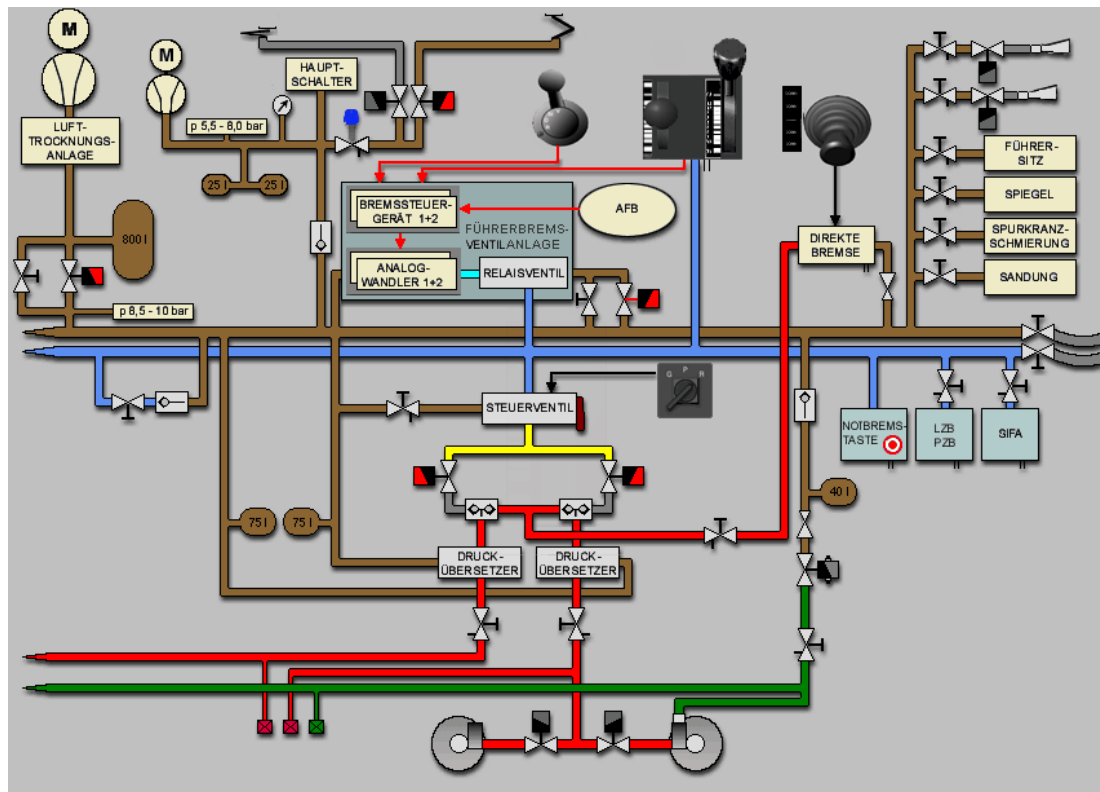 M
M
HAUPT-
SCHALTER
p 5,5 - 8,0 bar
LUFT-
TROCKNUNGS-
ANLAGE
25 l
25 l
800 l
p 8,5 - 10 bar
BREMSSTEUER-
GERÄT 1+2
FÜHRERBREMS-
VENTILANLAGE
ANALOG-
WANDLER 1+2
RELAISVENTIL
AFB
DIREKTE
BREMSE
FÜHRER-
SITZ
SPIEGEL
SPURKRANZ-
SCHMIERUNG
SANDUNG
G P R
STEUERVENTIL
NOTBREMS-
TASTE
LZB
PZB
SIFA
40 l
75 l
75 l
DRUCK-
ÜBERSETZER
DRUCK-
ÜBERSETZER